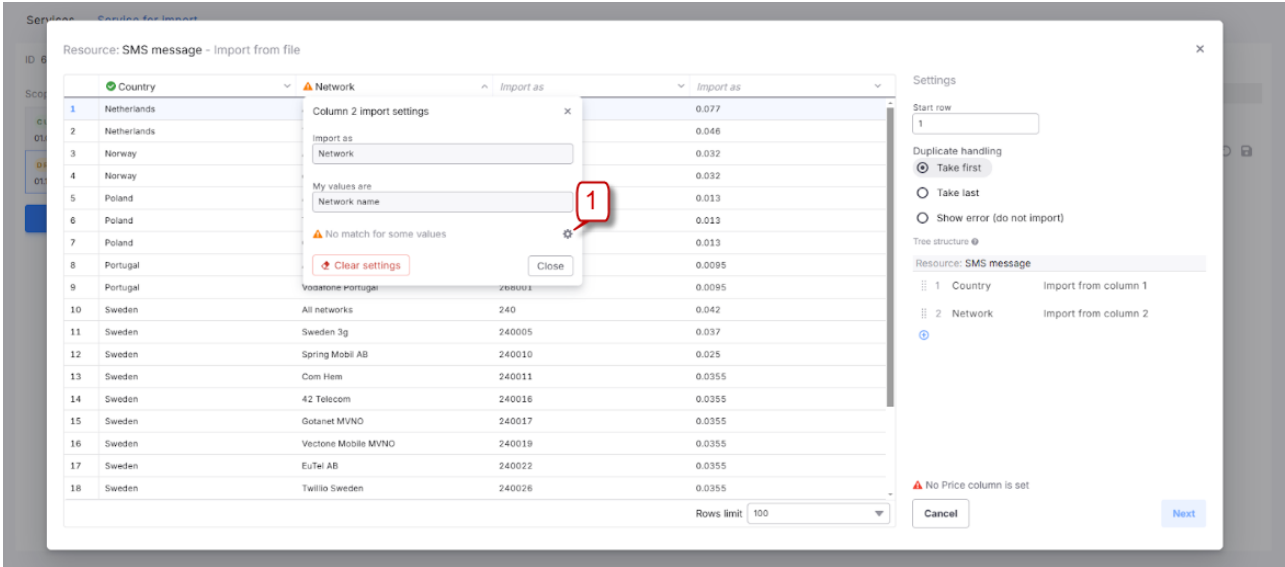 Services Service for Import
ID 6
Resource: SMS message - Import from file
Country Network Import as Import as
1 Netherlands 0.077
2 Netherlands 0.046
3 Norway 0.032
4 Norway 0.032
5 Poland 0.013
6 Poland 0.013
7 Poland 0.013
8 Portugal 0.0095
9 Portugal Vodafone Portugal 268001 0.0095
10 Sweden All networks 240 0.042
11 Sweden Sweden 3g 240005 0.037
12 Sweden Spring Mobil AB 240010 0.025
13 Sweden Com Hem 240011 0.0355
14 Sweden 42 Telecom 240016 0.0355
15 Sweden Gotanet MVNO 240017 0.0355
16 Sweden Vectone Mobile MVNO 240019 0.0355
17 Sweden EuTel AB 240022 0.0355
18 Sweden Twillio Sweden 240026 0.0355
Rows limit 100
Column 2 import settings
Import as
Network
My values are
Network name
1
No match for some values
Clear settings Close
Settings
Start row
1
Duplicate handling
Take first
Take last
Show error (do not import)
Tree structure
Resource: SMS message
1 Country Import from column 1
2 Network Import from column 2
No Price column is set
Cancel Next